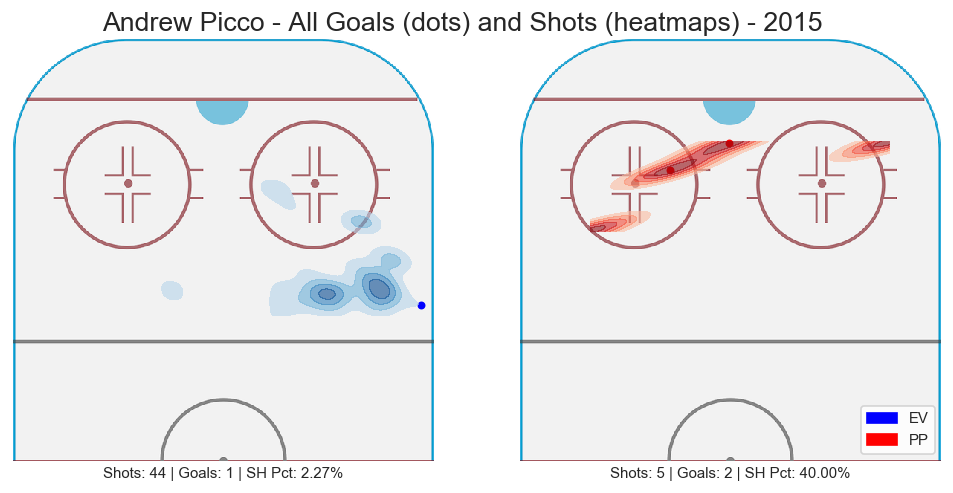 Andrew Picco - All Goals (dots) and Shots (heatmaps) - 2015
EV
PP
Shots: 44 | Goals: 1 | SH Pct: 2.27%
Shots: 5 | Goals: 2 | SH Pct: 40.00%